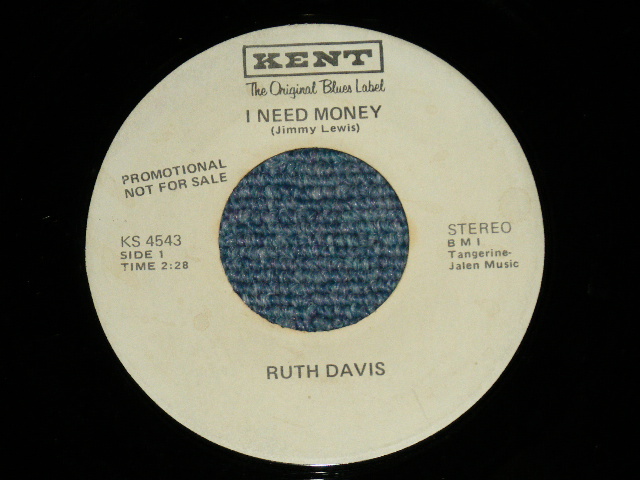 KENT
The Original Blues Label
I NEED MONEY
(Jimmy Lewis)
PROMOTIONAL
NOT FOR SALE
KS 4543
SIDE 1
TIME 2:28
STEREO
B M I
Tangerine-
Jalen Music
RUTH DAVIS